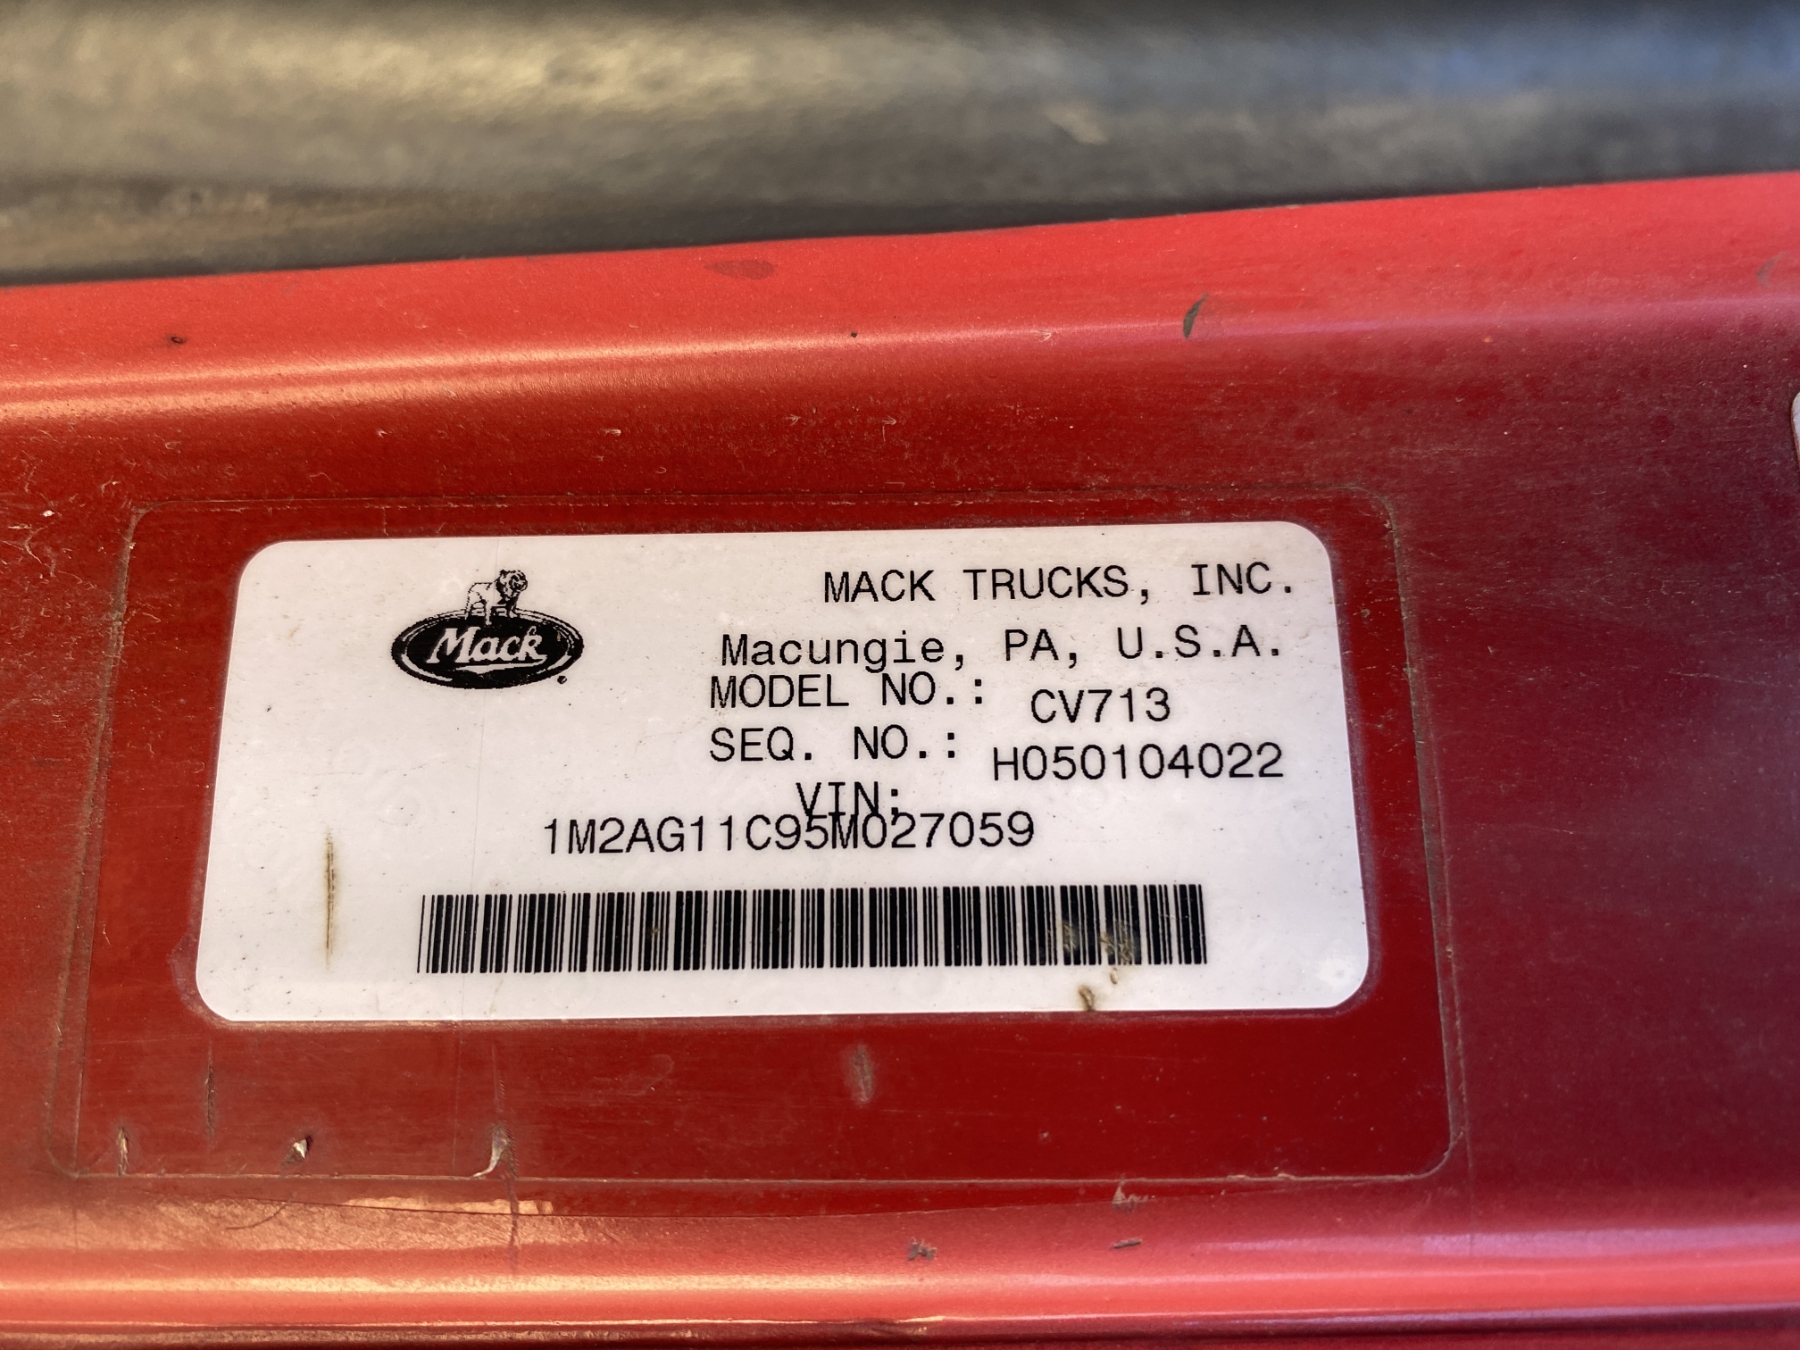 Mack
MACK TRUCKS, INC.
Macungie, PA, U.S.A.
MODEL NO.: CV713
SEQ. NO.: H050104022
VIN:
1M2AG11C95M027059